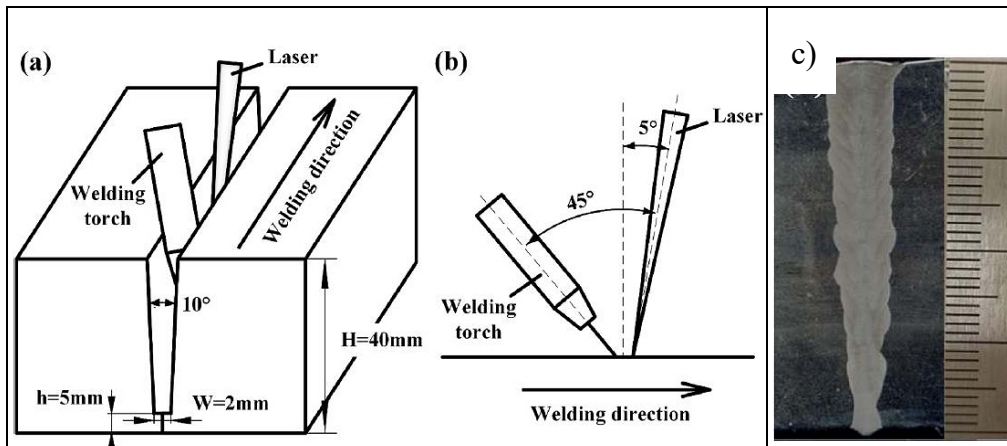 (a)
Laser
Welding
torch
Welding direction
10°
H=40mm
h=5mm
W=2mm
(b)
5°
Laser
45°
Welding
torch
Welding direction
c)